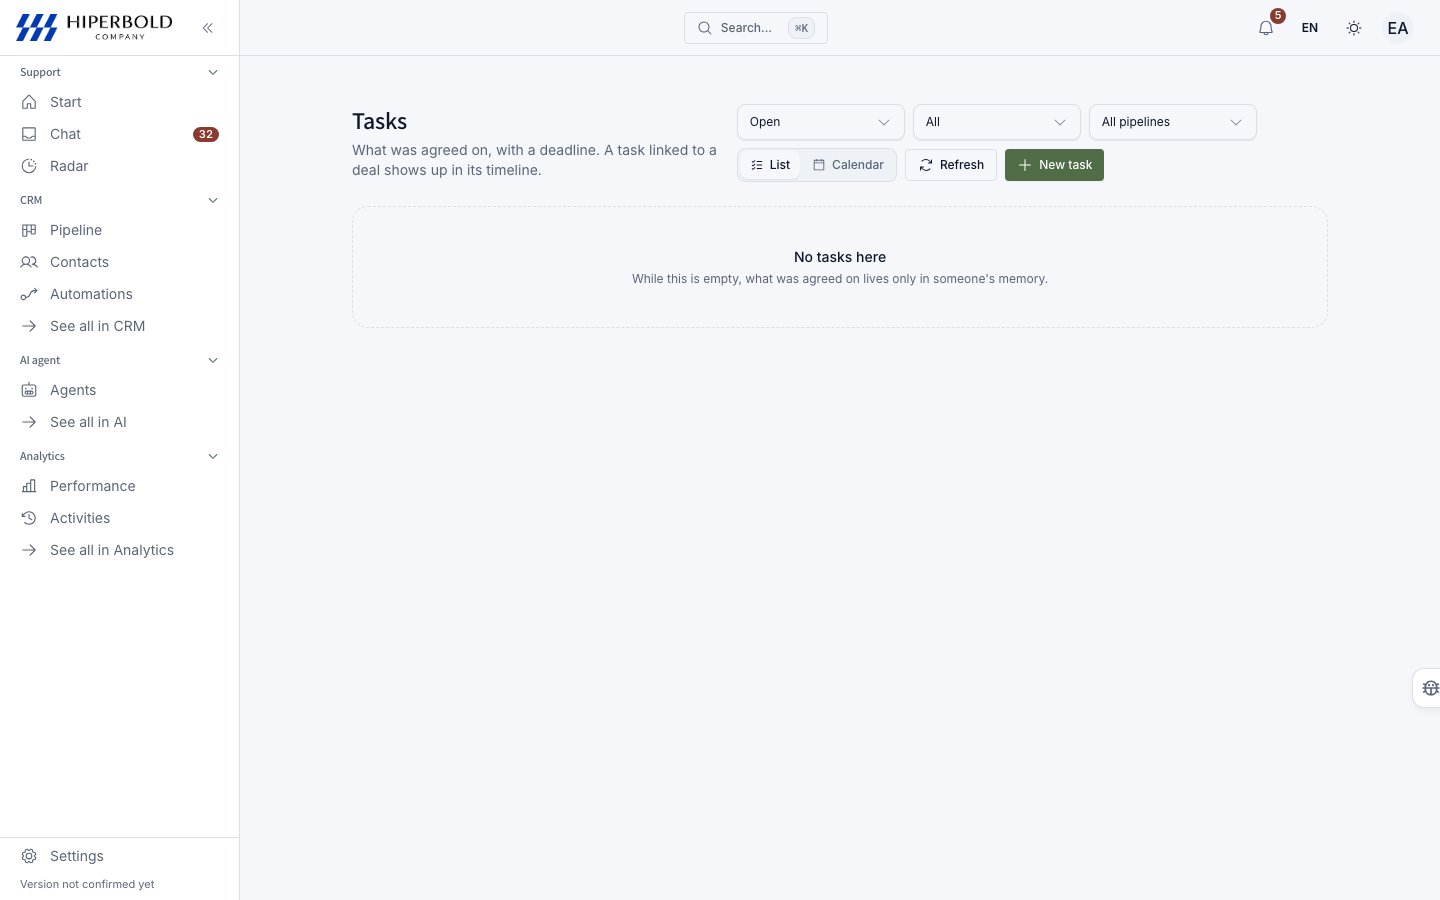 HIPERBOLD
COMPANY
Search...
⌘K
5
EN
EA
Support
Start
Chat
32
Radar
CRM
Pipeline
Contacts
Automations
See all in CRM
AI agent
Agents
See all in AI
Analytics
Performance
Activities
See all in Analytics
Settings
Version not confirmed yet
Tasks
What was agreed on, with a deadline. A task linked to a
deal shows up in its timeline.
Open
All
All pipelines
List
Calendar
Refresh
New task
No tasks here
While this is empty, what was agreed on lives only in someone's memory.